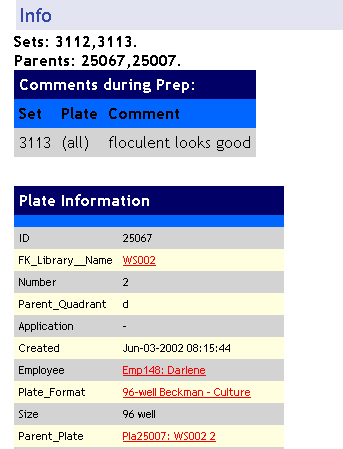 Info
Sets: 3112,3113.
Parents: 25067,25007.
Comments during Prep:
Set Plate Comment
3113 (all) floculent looks good
Plate Information
ID 25067
FK_Library__Name WS002
Number 2
Parent_Quadrant d
Application -
Created Jun-03-2002 08:15:44
Employee Emp148: Darlene
Plate_Format 96-well Beckman - Culture
Size 96 well
Parent_Plate Pla25007: WS002 2